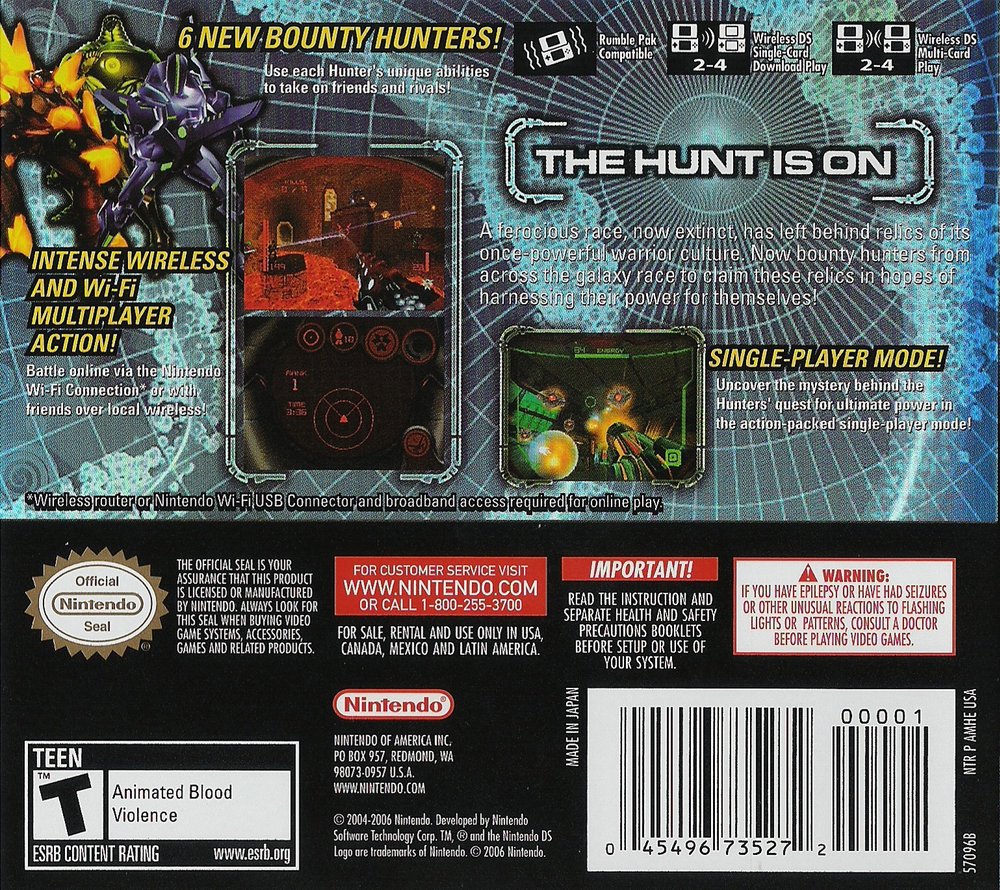 6 NEW BOUNTY HUNTERS!
Use each Hunter's unique abilities
to take on friends and rivals!
Rumble Pak
Compatible
2-4
Wireless DS
Single-Card
Download Play
2-4
Wireless DS
Multi-Card
Play
THE HUNT IS ON
A ferocious race, now extinct, has left behind relics of its
once-powerful warrior culture. Now bounty hunters from
across the galaxy race to claim these relics in hopes of
harnessing their power for themselves!
INTENSE WIRELESS
AND Wi-Fi
MULTIPLAYER
ACTION!
Battle online via the Nintendo
Wi-Fi Connection* or with
friends over local wireless!
RANK
1
TIME
3:36
ENERGY
SINGLE-PLAYER MODE!
Uncover the mystery behind the
Hunters' quest for ultimate power in
the action-packed single-player mode!
*Wireless router or Nintendo Wi-Fi USB Connector and broadband access required for online play.
Official
Nintendo
Seal
®
THE OFFICIAL SEAL IS YOUR
ASSURANCE THAT THIS PRODUCT
IS LICENSED OR MANUFACTURED
BY NINTENDO. ALWAYS LOOK FOR
THIS SEAL WHEN BUYING VIDEO
GAME SYSTEMS, ACCESSORIES,
GAMES AND RELATED PRODUCTS.
FOR CUSTOMER SERVICE VISIT
WWW.NINTENDO.COM
OR CALL 1-800-255-3700
FOR SALE, RENTAL AND USE ONLY IN USA,
CANADA, MEXICO AND LATIN AMERICA.
IMPORTANT!
READ THE INSTRUCTION AND
SEPARATE HEALTH AND SAFETY
PRECAUTIONS BOOKLETS
BEFORE SETUP OR USE OF
YOUR SYSTEM.
WARNING:
IF YOU HAVE EPILEPSY OR HAVE HAD SEIZURES
OR OTHER UNUSUAL REACTIONS TO FLASHING
LIGHTS OR PATTERNS, CONSULT A DOCTOR
BEFORE PLAYING VIDEO GAMES.
Nintendo®
NINTENDO OF AMERICA INC.
PO BOX 957, REDMOND, WA
98073-0957 U.S.A.
WWW.NINTENDO.COM
© 2004-2006 Nintendo. Developed by Nintendo
Software Technology Corp. TM, ® and the Nintendo DS
Logo are trademarks of Nintendo. © 2006 Nintendo.
TEEN
TM
T
Animated Blood
Violence
ESRB CONTENT RATING
www.esrb.org
MADE IN JAPAN
00001
0 45496 73527 2
NTR P AMHE USA
57096B